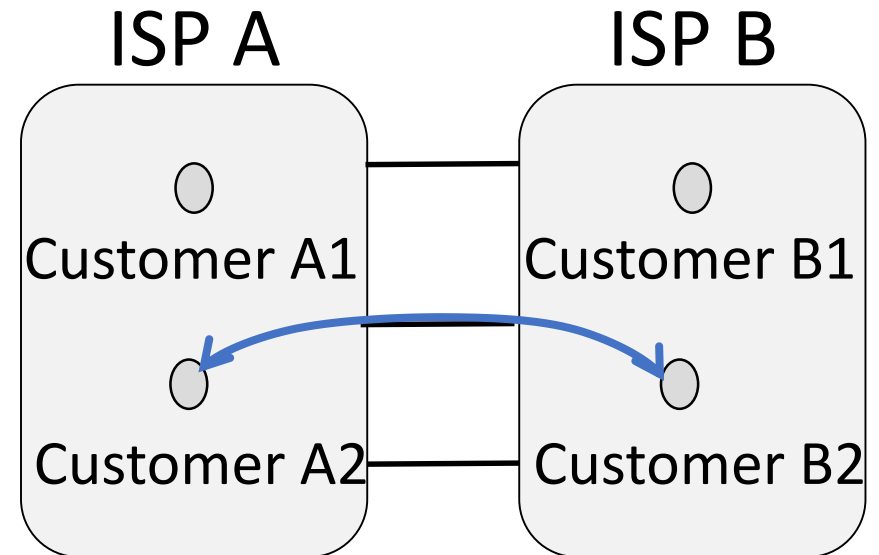 ISP A
ISP B
Customer A1
Customer B1
Customer A2
Customer B2